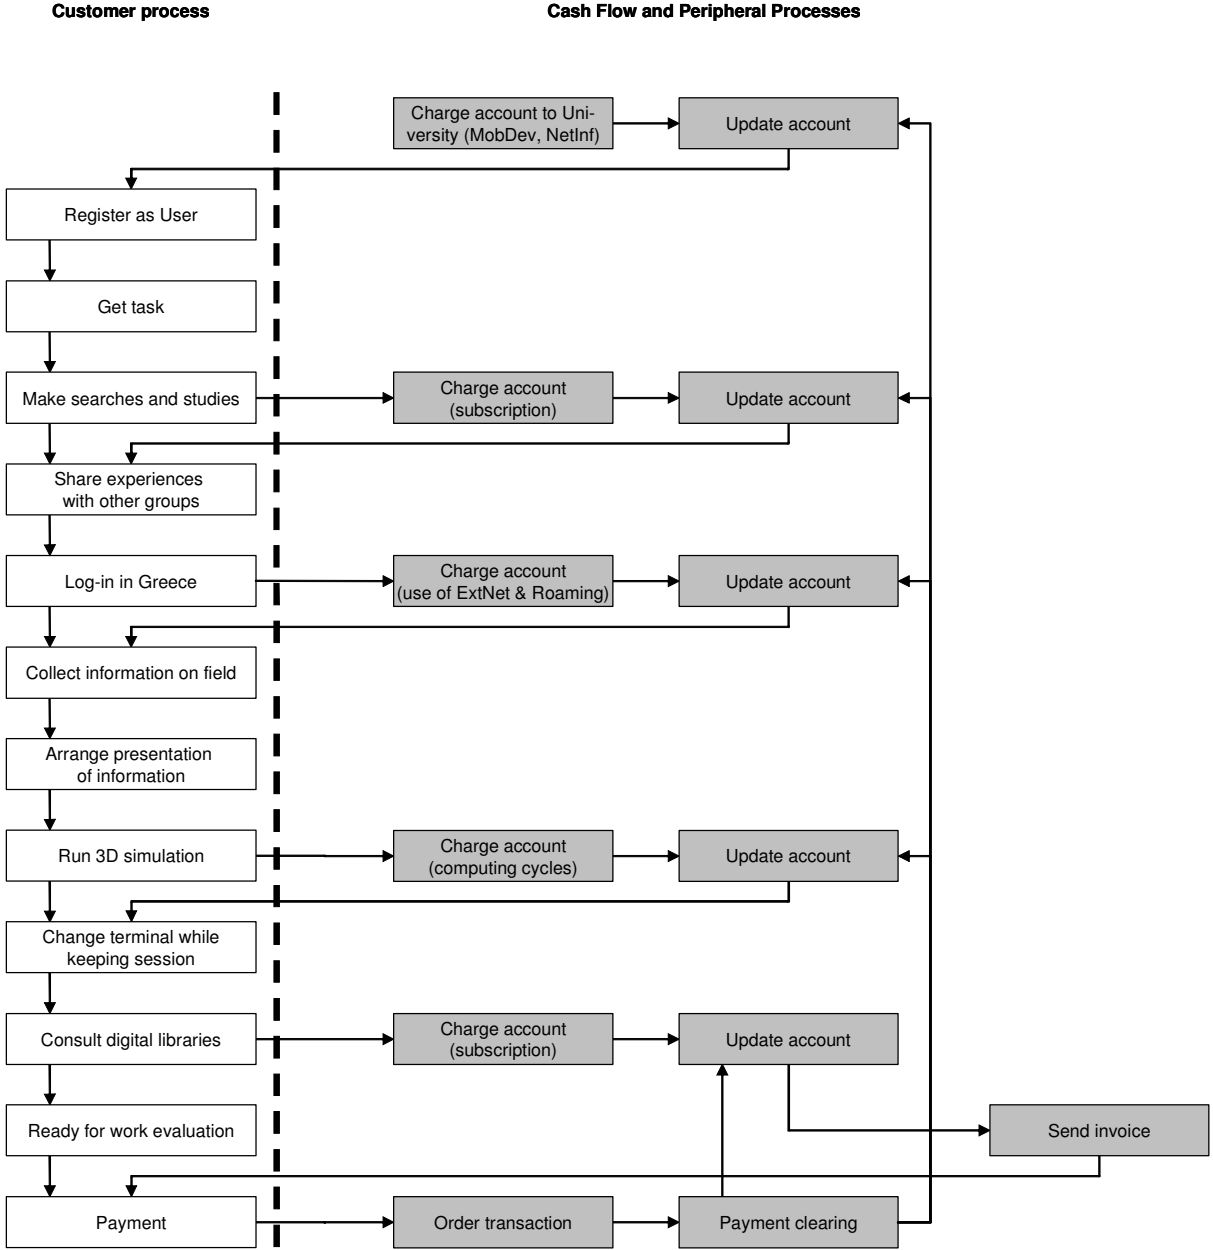 Customer process
Cash Flow and Peripheral Processes
Charge account to Uni-
versity (MobDev, NetInf)
Update account
Register as User
Get task
Make searches and studies
Charge account
(subscription)
Update account
Share experiences
with other groups
Log-in in Greece
Charge account
(use of ExtNet & Roaming)
Update account
Collect information on field
Arrange presentation
of information
Run 3D simulation
Charge account
(computing cycles)
Update account
Change terminal while
keeping session
Consult digital libraries
Charge account
(subscription)
Update account
Ready for work evaluation
Send invoice
Payment
Order transaction
Payment clearing